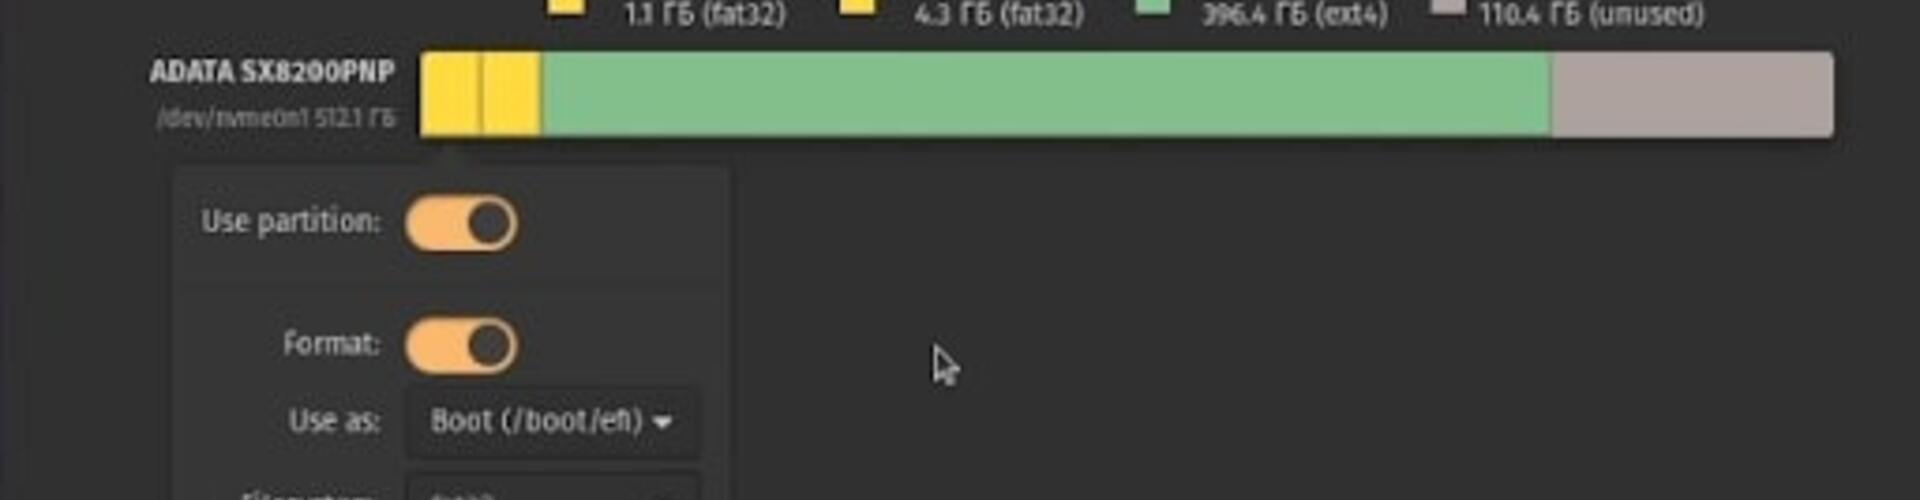 1.1 ГБ (fat32) 4.3 ГБ (fat32) 396.4 ГБ (ext4) 110.4 ГБ (unused)
ADATA SX8200PNP
/dev/nvme0n1 512.1 ГБ
Use partition:
Format:
Use as: Boot (/boot/efi)